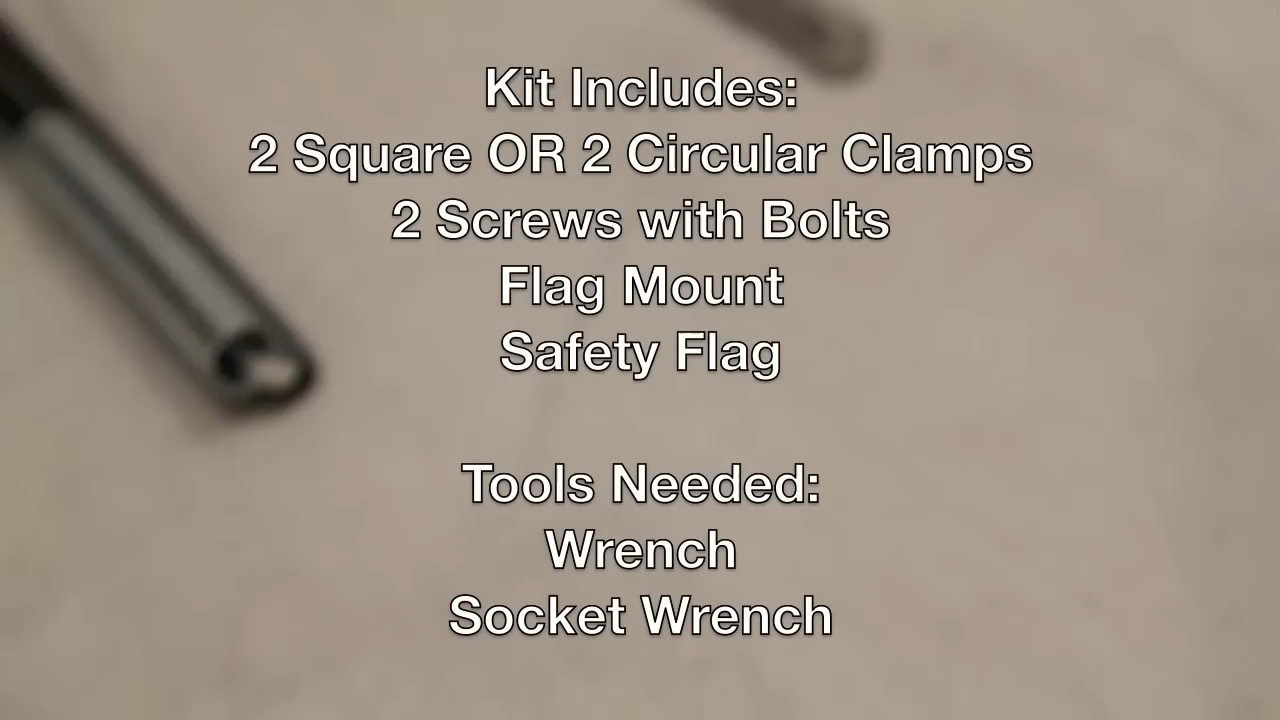 Kit Includes:
2 Square OR 2 Circular Clamps
2 Screws with Bolts
Flag Mount
Safety Flag
Tools Needed:
Wrench
Socket Wrench